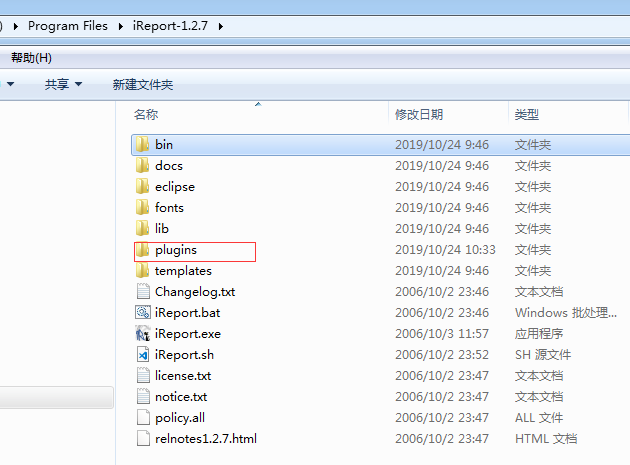 ) ▸ Program Files ▸ iReport-1.2.7 ▸
帮助(H)
共享 新建文件夹
名称 修改日期 类型
bin 2019/10/24 9:46 文件夹
docs 2019/10/24 9:46 文件夹
eclipse 2019/10/24 9:46 文件夹
fonts 2019/10/24 9:46 文件夹
lib 2019/10/24 9:46 文件夹
plugins 2019/10/24 10:33 文件夹
templates 2019/10/24 9:46 文件夹
Changelog.txt 2006/10/2 23:46 文本文档
iReport.bat 2006/10/2 23:46 Windows 批处理...
iReport.exe 2006/10/3 11:57 应用程序
iReport.sh 2006/10/2 23:52 SH 源文件
license.txt 2006/10/2 23:47 文本文档
notice.txt 2006/10/2 23:47 文本文档
policy.all 2006/10/2 23:47 ALL 文件
relnotes1.2.7.html 2006/10/2 23:47 HTML 文档